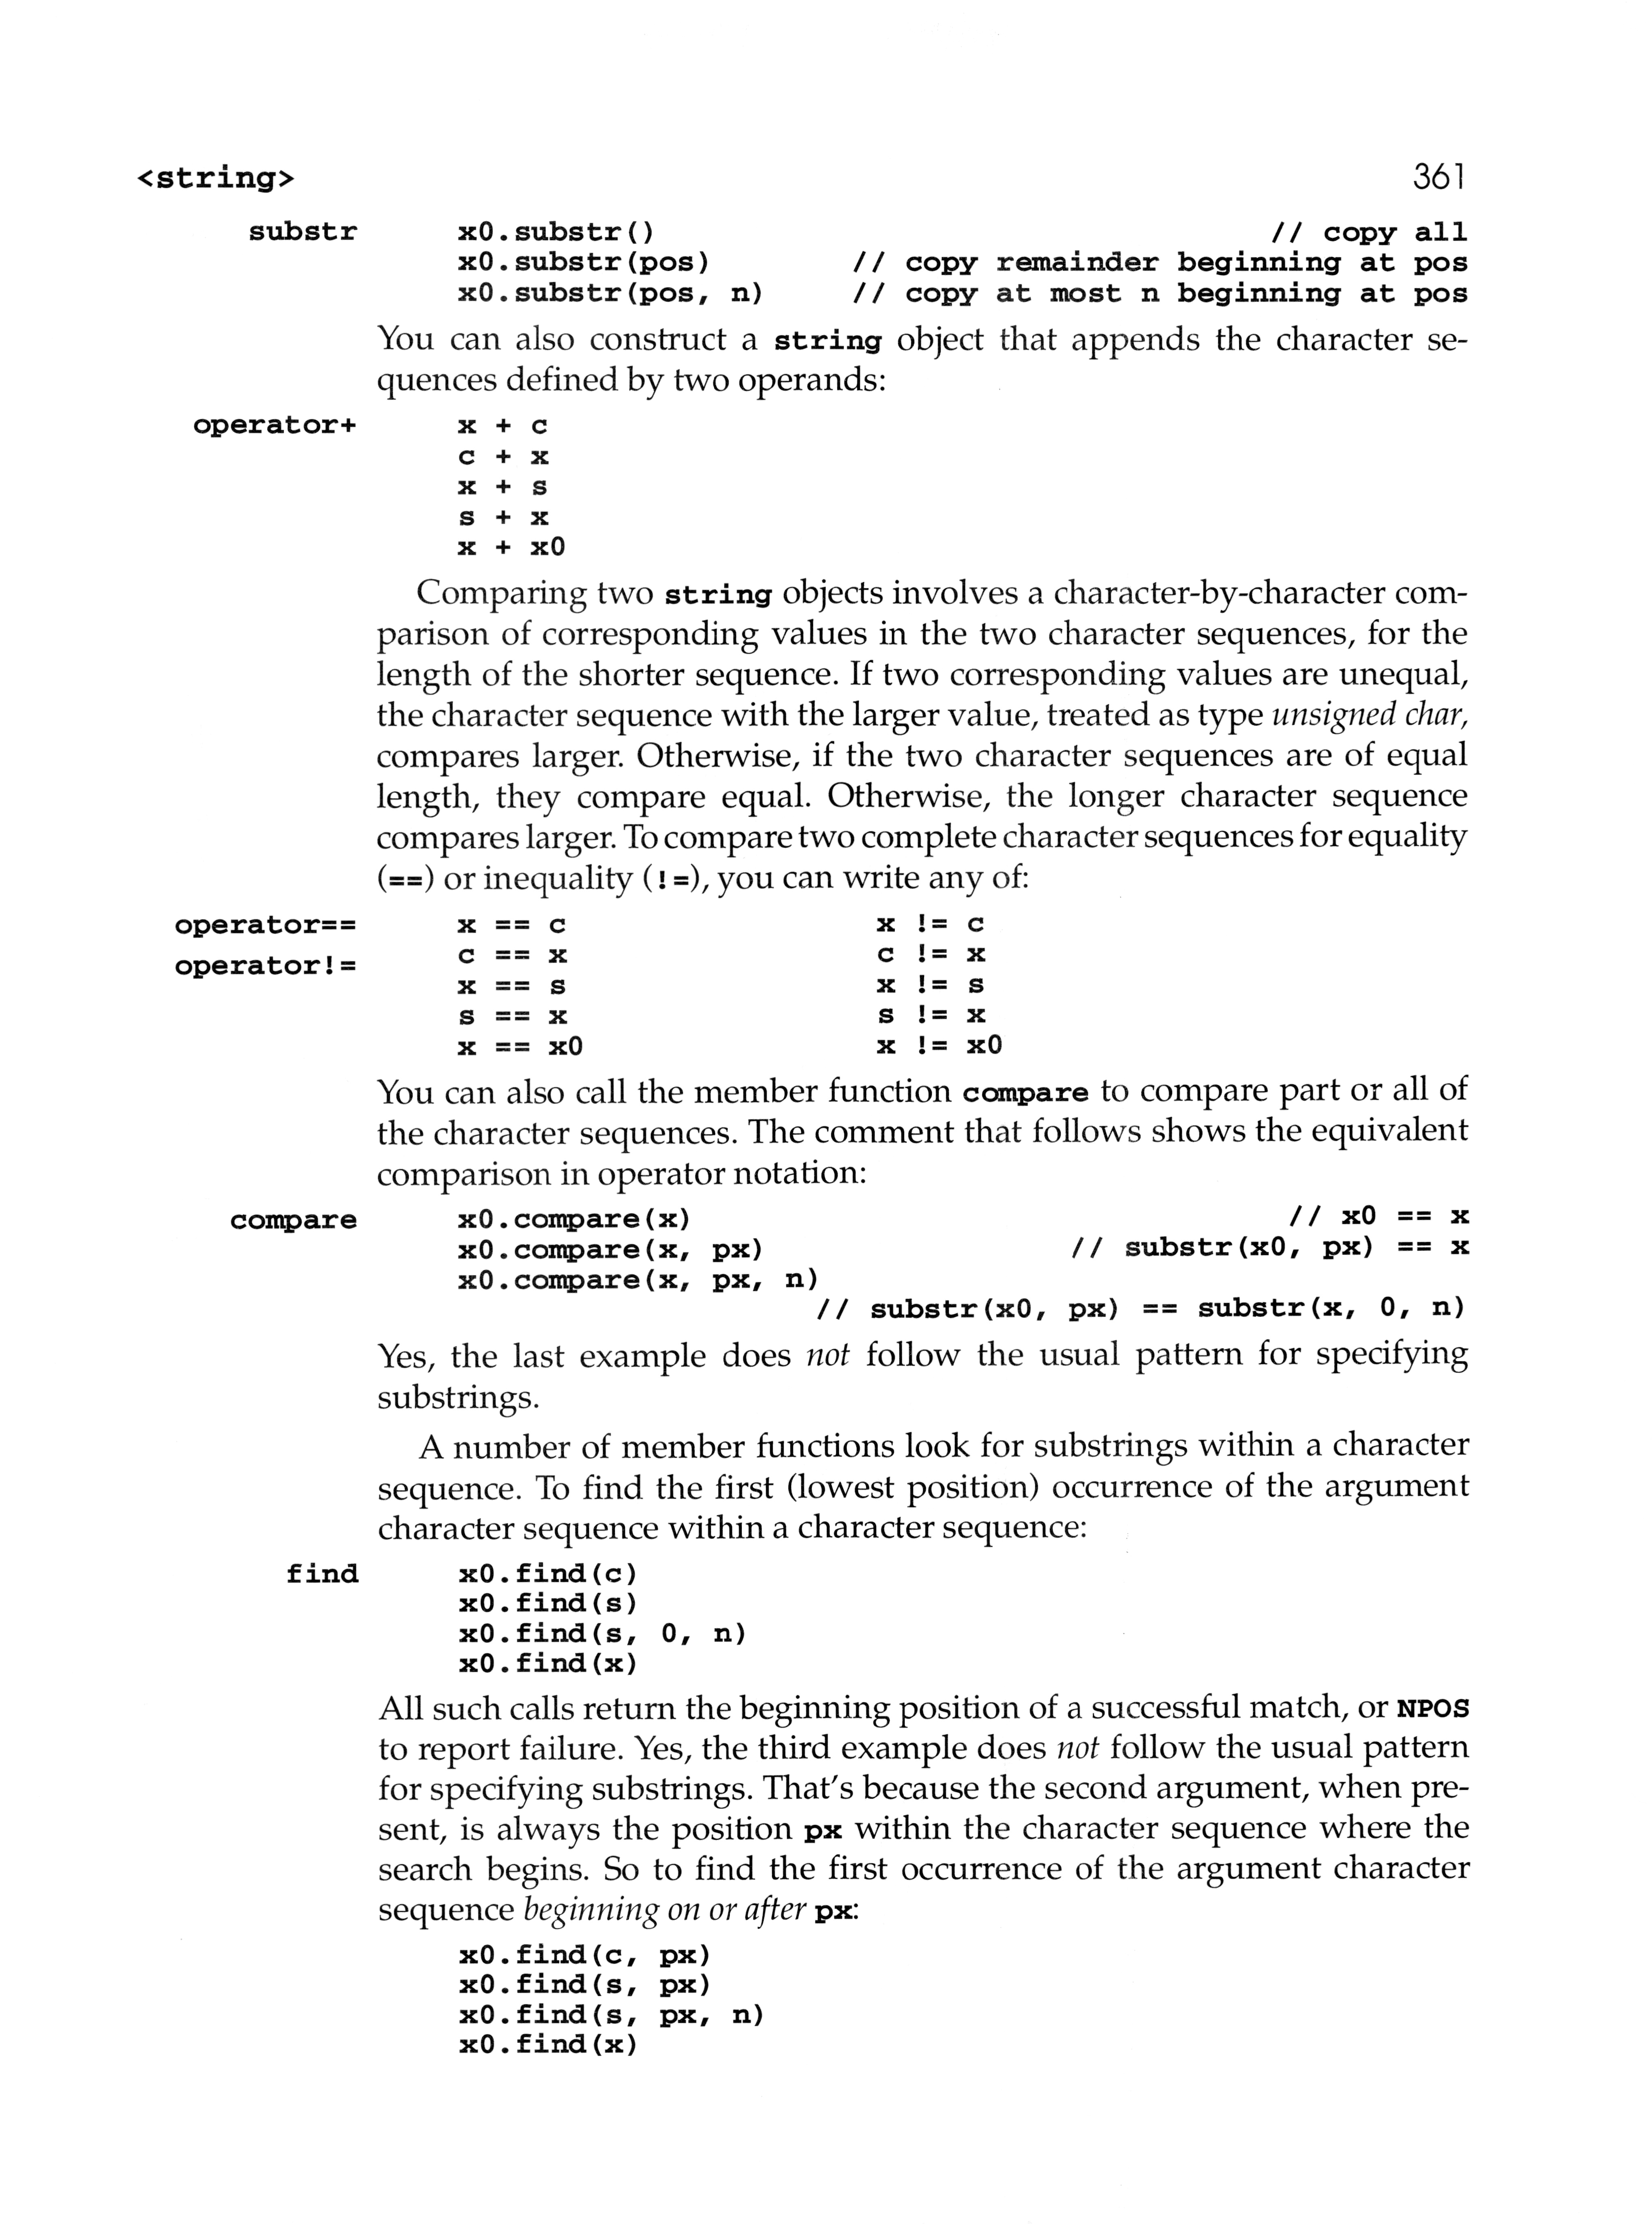 <string> 361
substr x0.substr() // copy all
x0.substr(pos) // copy remainder beginning at pos
x0.substr(pos, n) // copy at most n beginning at pos
You can also construct a string object that appends the character se-
quences defined by two operands:
operator+ x + c
c + x
x + s
s + x
x + x0
Comparing two string objects involves a character-by-character com-
parison of corresponding values in the two character sequences, for the
length of the shorter sequence. If two corresponding values are unequal,
the character sequence with the larger value, treated as type unsigned char,
compares larger. Otherwise, if the two character sequences are of equal
length, they compare equal. Otherwise, the longer character sequence
compares larger. To compare two complete character sequences for equality
(==) or inequality (!=), you can write any of:
operator== x == c x != c
operator!= c == x c != x
x == s x != s
s == x s != x
x == x0 x != x0
You can also call the member function compare to compare part or all of
the character sequences. The comment that follows shows the equivalent
comparison in operator notation:
compare x0.compare(x) // x0 == x
x0.compare(x, px) // substr(x0, px) == x
x0.compare(x, px, n)
// substr(x0, px) == substr(x, 0, n)
Yes, the last example does not follow the usual pattern for specifying
substrings.
A number of member functions look for substrings within a character
sequence. To find the first (lowest position) occurrence of the argument
character sequence within a character sequence:
find x0.find(c)
x0.find(s)
x0.find(s, 0, n)
x0.find(x)
All such calls return the beginning position of a successful match, or NPOS
to report failure. Yes, the third example does not follow the usual pattern
for specifying substrings. That's because the second argument, when pre-
sent, is always the position px within the character sequence where the
search begins. So to find the first occurrence of the argument character
sequence beginning on or after px:
x0.find(c, px)
x0.find(s, px)
x0.find(s, px, n)
x0.find(x)